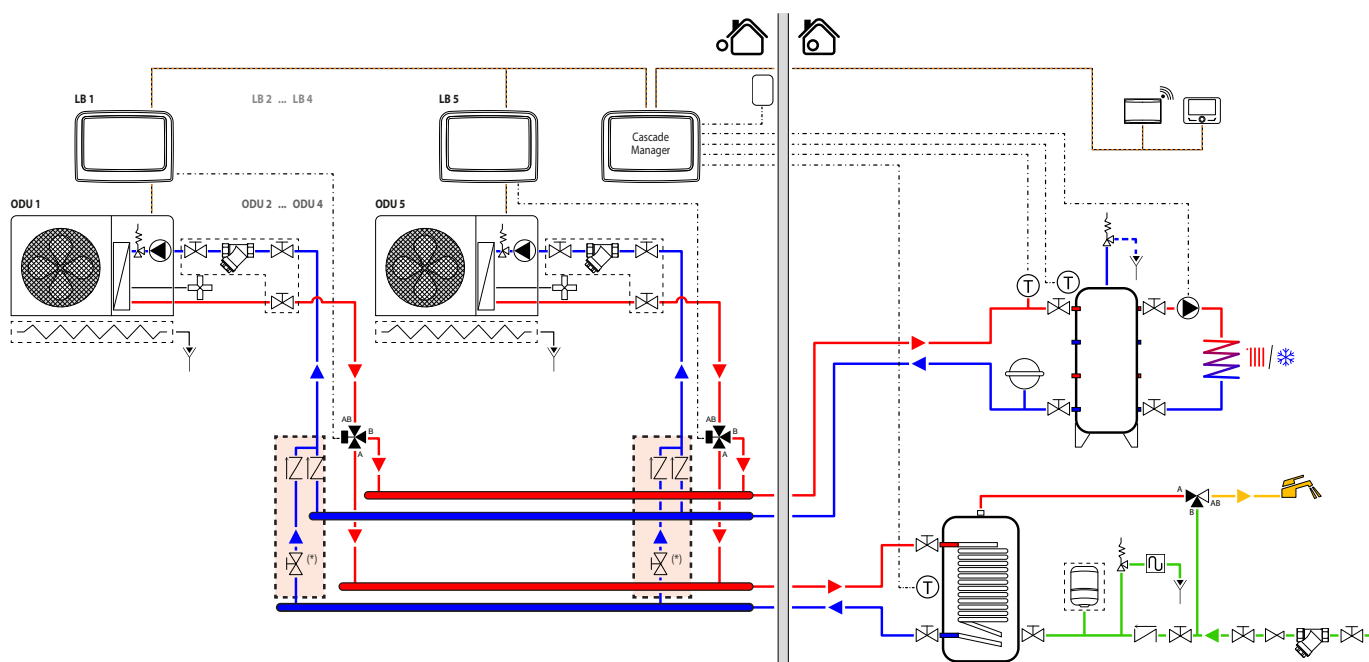 LB 1
LB 2 ... LB 4
LB 5
Cascade
Manager
ODU 1
ODU 2 ... ODU 4
ODU 5
T
T
AB
B
A
AB
B
A
(*)
(*)
T
A
AB
B